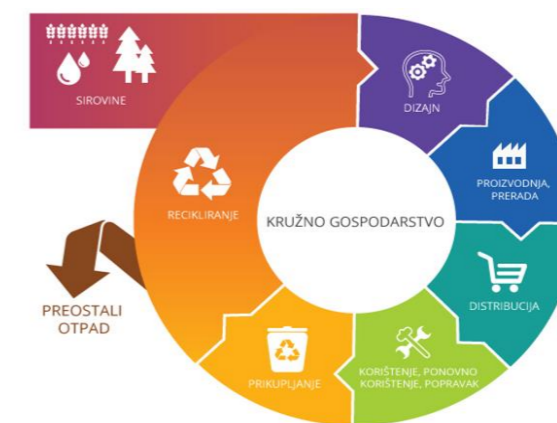 SIROVINE
DIZAJN
PROIZVODNJA,
PRERADA
RECIKLIRANJE
KRUŽNO GOSPODARSTVO
DISTRIBUCIJA
PREOSTALI
OTPAD
KORIŠTENJE, PONOVNO
KORIŠTENJE, POPRAVAK
PRIKUPLJANJE